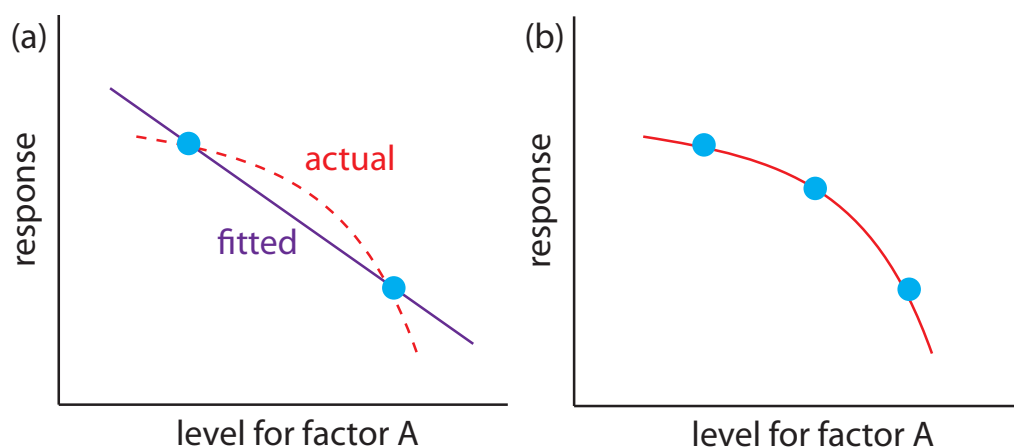 (a)
response
actual
fitted
level for factor A
(b)
response
level for factor A